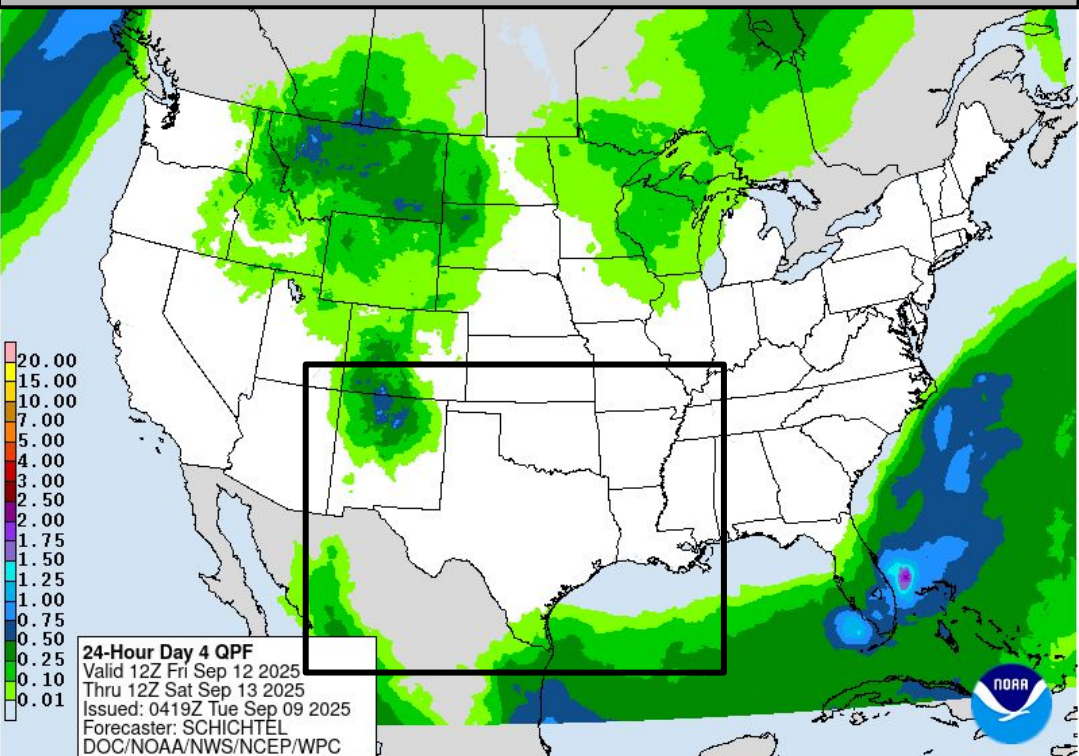 20.00
15.00
10.00
7.00
5.00
4.00
3.00
2.50
2.00
1.75
1.50
1.25
1.00
0.75
0.50
0.25
0.10
0.01
24-Hour Day 4 QPF
Valid 12Z Fri Sep 12 2025
Thru 12Z Sat Sep 13 2025
Issued: 0419Z Tue Sep 09 2025
Forecaster: SCHICHTEL
DOC/NOAA/NWS/NCEP/WPC
NOAA